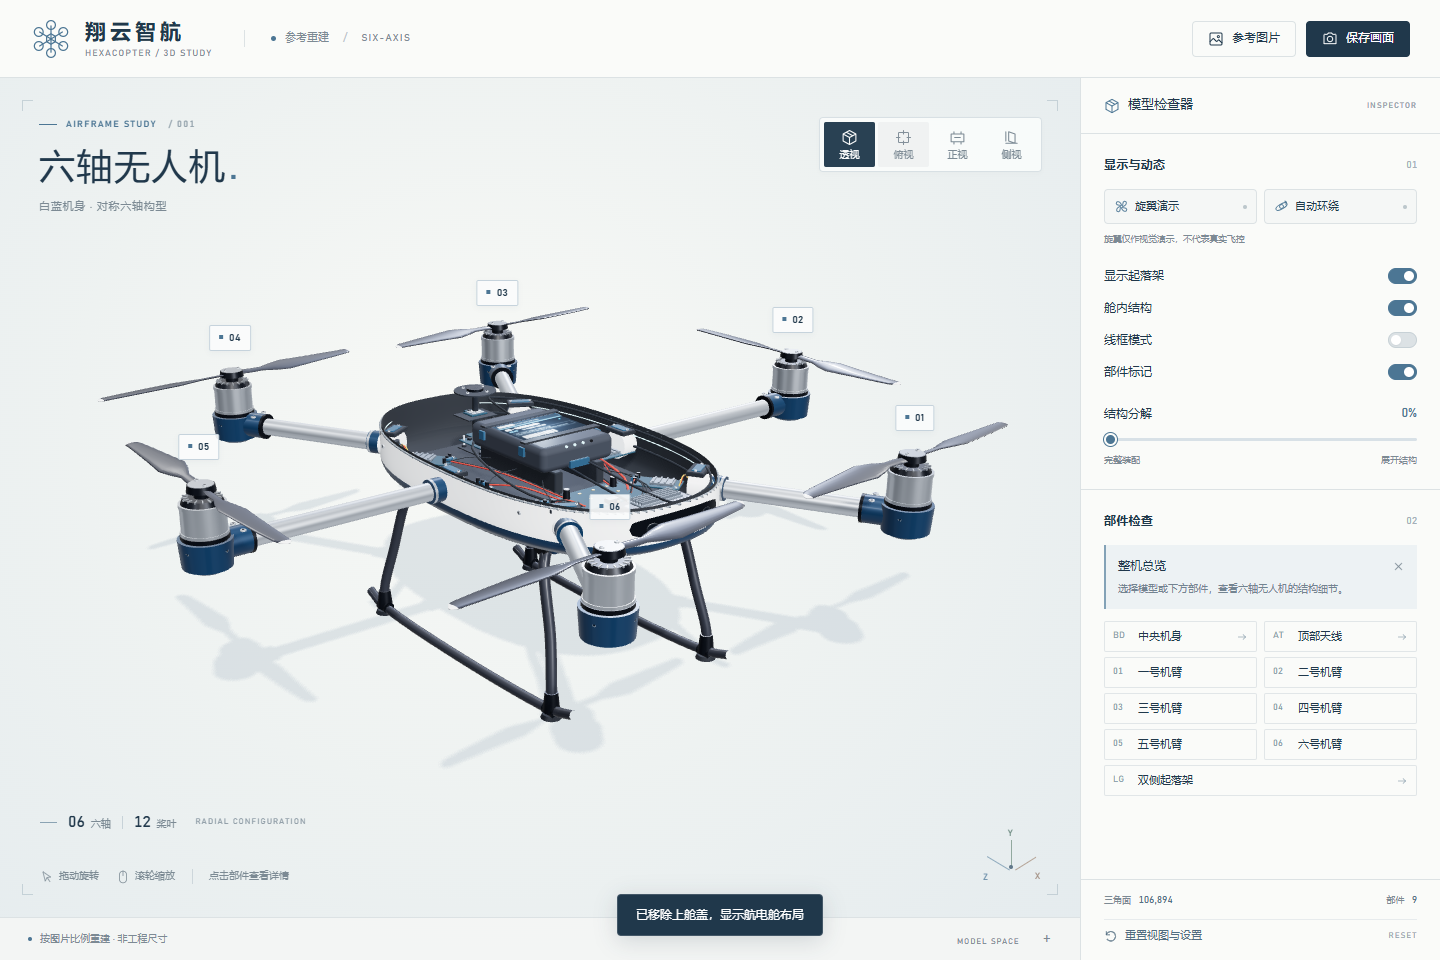 翔云智航
HEXACOPTER / 3D STUDY
参考重建 / SIX-AXIS
参考图片
保存画面
AIRFRAME STUDY / 001
六轴无人机.
白蓝机身 · 对称六轴构型
透视
俯视
正视
侧视
03
02
04
01
05
06
06 六轴 12 桨叶 RADIAL CONFIGURATION
拖动旋转 滚轮缩放 点击部件查看详情
Y
Z
X
已移除上舱盖，显示航电舱布局
按图片比例重建 · 非工程尺寸
MODEL SPACE +
模型检查器 INSPECTOR
显示与动态 01
旋翼演示
自动环绕
旋翼仅作视觉演示，不代表真实飞控
显示起落架
舱内结构
线框模式
部件标记
结构分解 0%
完整装配 展开结构
部件检查 02
整机总览
选择模型或下方部件，查看六轴无人机的结构细节。
BD 中央机身 →
AT 顶部天线 →
01 一号机臂
02 二号机臂
03 三号机臂
04 四号机臂
05 五号机臂
06 六号机臂
LG 双侧起落架 →
三角面 106,894 部件 9
重置视图与设置 RESET